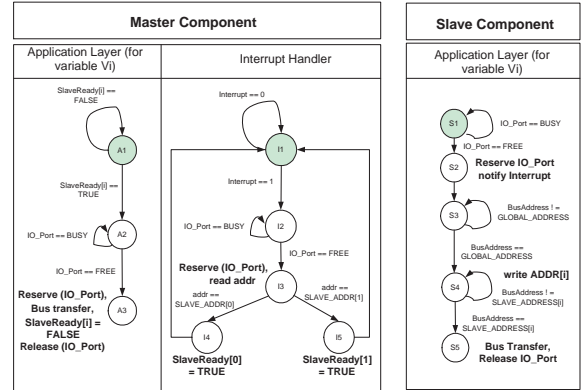 Master Component
Application Layer (for
variable Vi)
Interrupt Handler
SlaveReady[i] ==
FALSE
A1
SlaveReady[i] ==
TRUE
A2
IO_Port == BUSY
IO_Port == FREE
Reserve (IO_Port),
Bus transfer,
SlaveReady[i] =
FALSE
Release (IO_Port)
A3
Interrupt == 0
I1
Interrupt == 1
I2
IO_Port == BUSY
IO_Port == FREE
Reserve (IO_Port),
read addr
I3
addr ==
SLAVE_ADDR[0]
addr ==
SLAVE_ADDR[1]
I4
I5
SlaveReady[0]
= TRUE
SlaveReady[1]
= TRUE
Slave Component
Application Layer (for
variable Vi)
S1
IO_Port == BUSY
IO_Port == FREE
S2
Reserve IO_Port
notify Interrupt
S3
BusAddress ! =
GLOBAL_ADDRESS
BusAddress ==
GLOBAL_ADDRESS
write ADDR[i]
S4
BusAddress ! =
SLAVE_ADDRESS[i]
BusAddress ==
SLAVE_ADDRESS[i]
S5
Bus Transfer,
Release IO_Port